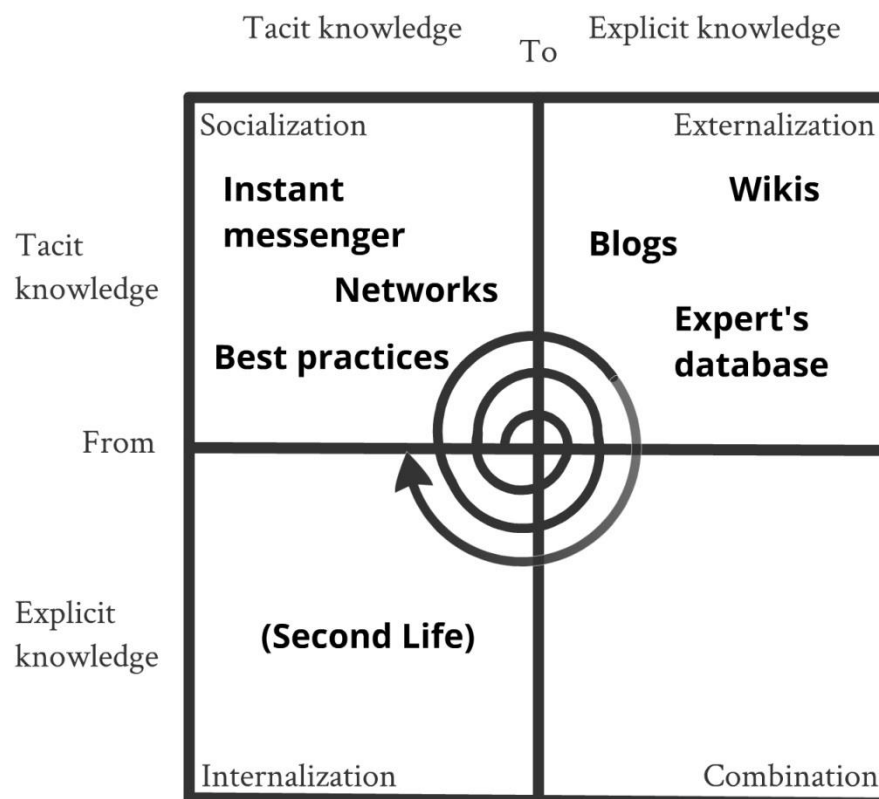 Tacit knowledge
To
Explicit knowledge
Socialization
Externalization
Instant
messenger
Networks
Best practices
Wikis
Blogs
Expert's
database
Tacit
knowledge
From
Explicit
knowledge
(Second Life)
Internalization
Combination